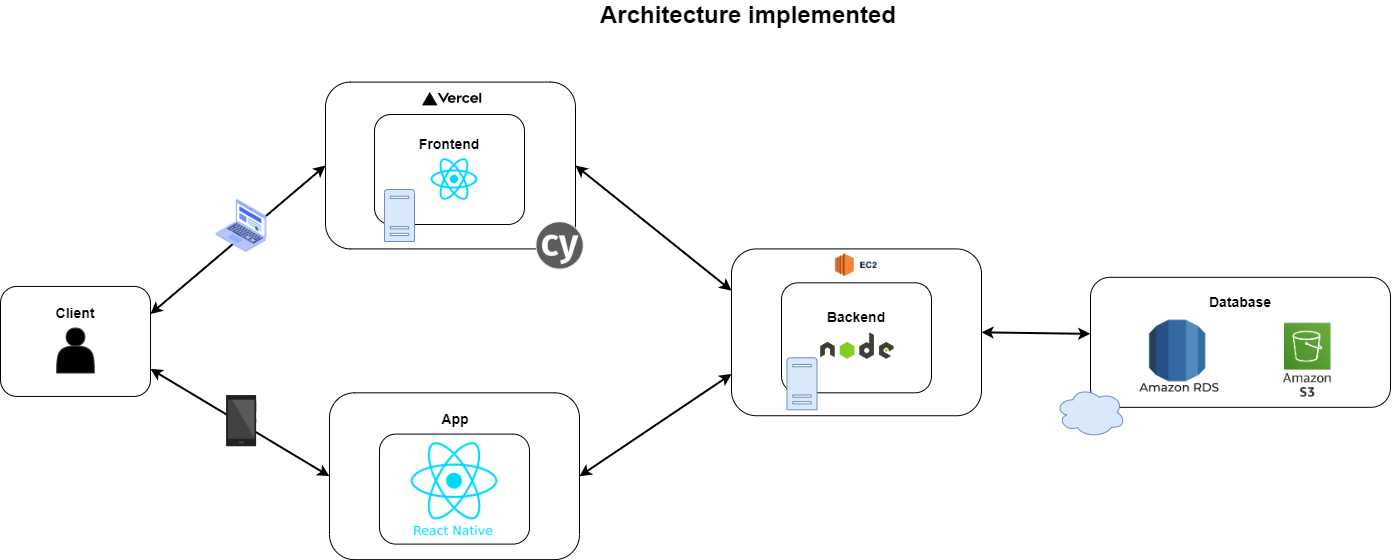 Architecture implemented
Vercel
Frontend
cy
Client
App
React Native
EC2
Backend
node
Database
Amazon RDS
Amazon
S3